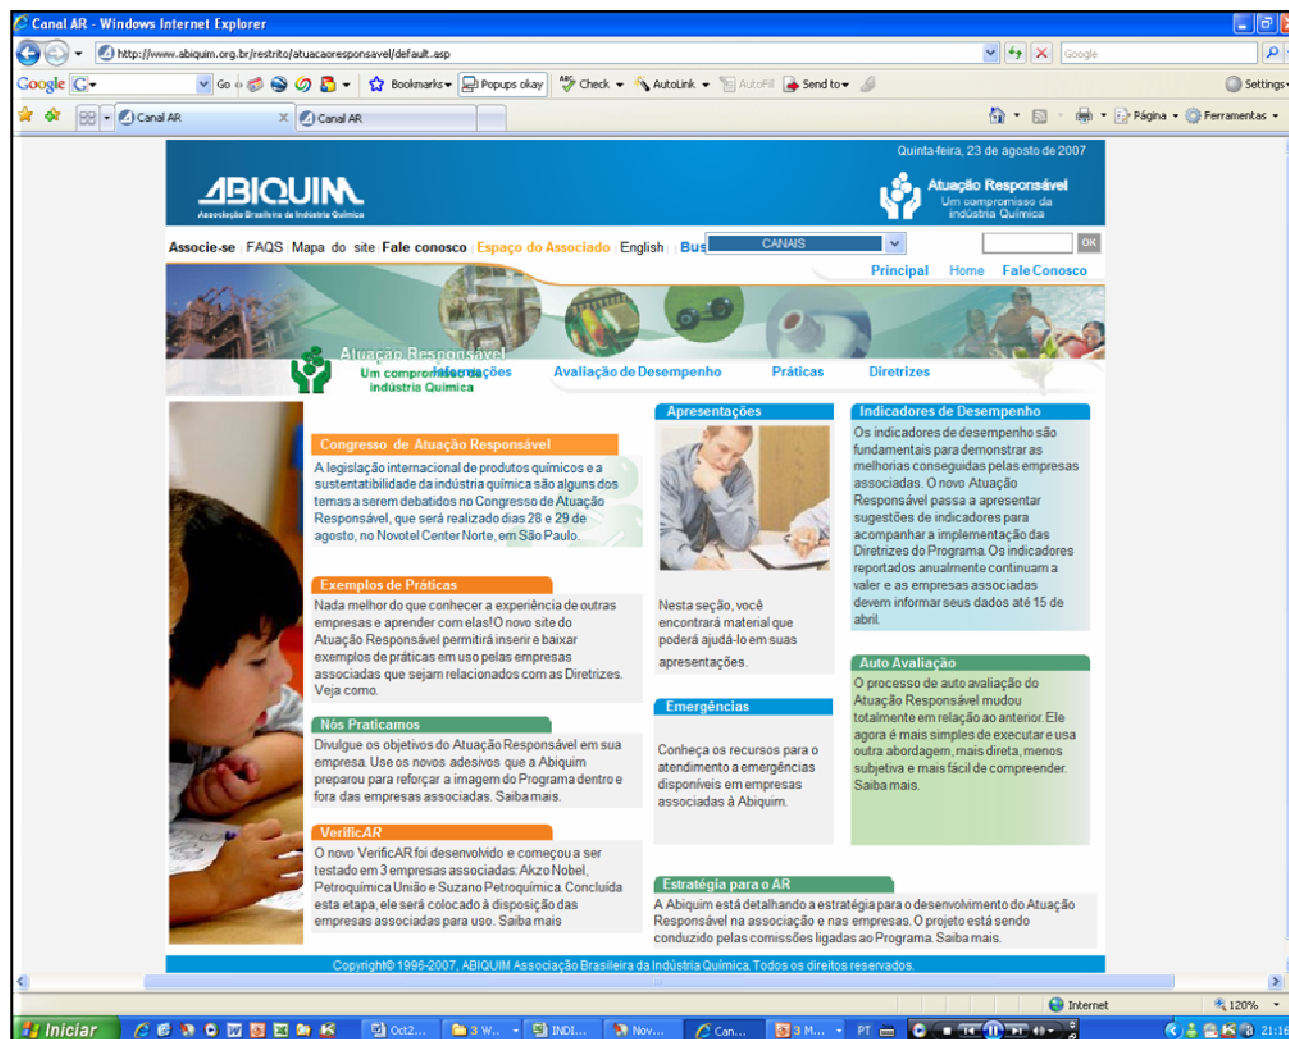 Canal AR - Windows Internet Explorer
http://www.abiquim.org.br/restrito/atuacaoresponsavel/default.asp
Google
Google
Go
Bookmarks
Popups okay
Check
AutoLink
AutoFill
Send to
Settings
Canal AR
Canal AR
Página
Ferramentas
Quinta-feira, 23 de agosto de 2007
ABIQUIM
Associação Brasileira da Indústria Química
Atuação Responsável
Um compromisso da
indústria Química
Associe-se | FAQS | Mapa do site | Fale conosco | Espaço do Associado | English | Bus
CANAIS
OK
Principal Home Fale Conosco
Atuação Responsável
Um compromisso da
indústria Química
Informações Avaliação de Desempenho Práticas Diretrizes
Congresso de Atuação Responsável
A legislação internacional de produtos químicos e a
sustentatibilidade da indústria química são alguns dos
temas a serem debatidos no Congresso de Atuação
Responsável, que será realizado dias 28 e 29 de
agosto, no Novotel Center Norte, em São Paulo.
Exemplos de Práticas
Nada melhor do que conhecer a experiência de outras
empresas e aprender com elas!O novo site do
Atuação Responsável permitirá inserir e baixar
exemplos de práticas em uso pelas empresas
associadas que sejam relacionados com as Diretrizes.
Veja como.
Nós Praticamos
Divulgue os objetivos do Atuação Responsável em sua
empresa. Use os novos adesivos que a Abiquim
preparou para reforçar a imagem do Programa dentro e
fora das empresas associadas. Saiba mais.
VerificAR
O novo VerificAR foi desenvolvido e começou a ser
testado em 3 empresas associadas: Akzo Nobel,
Petroquímica União e Suzano Petroquímica. Concluída
esta etapa, ele será colocado à disposição das
empresas associadas para uso. Saiba mais
Apresentações
Nesta seção, você
encontrará material que
poderá ajudá-lo em suas
apresentações.
Emergências
Conheça os recursos para o
atendimento a emergências
disponíveis em empresas
associadas à Abiquim.
Indicadores de Desempenho
Os indicadores de desempenho são
fundamentais para demonstrar as
melhorias conseguidas pelas empresas
associadas. O novo Atuação
Responsável passa a apresentar
sugestões de indicadores para
acompanhar a implementação das
Diretrizes do Programa. Os indicadores
reportados anualmente continuam a
valer e as empresas associadas
devem informar seus dados até 15 de
abril.
Auto Avaliação
O processo de auto avaliação do
Atuação Responsável mudou
totalmente em relação ao anterior. Ele
agora é mais simples de executar e usa
outra abordagem, mais direta, menos
subjetiva e mais fácil de compreender.
Saiba mais.
Estratégia para o AR
A Abiquim está detalhando a estratégia para o desenvolvimento do Atuação
Responsável na associação e nas empresas. O projeto está sendo
conduzido pelas comissões ligadas ao Programa. Saiba mais.
Copyright© 1996-2007, ABIQUIM Associação Brasileira da Indústria Química. Todos os direitos reservados.
Internet
120%
Iniciar
Oct2...
3 W...
INDI...
Nov...
Can...
3 M...
PT
21:16